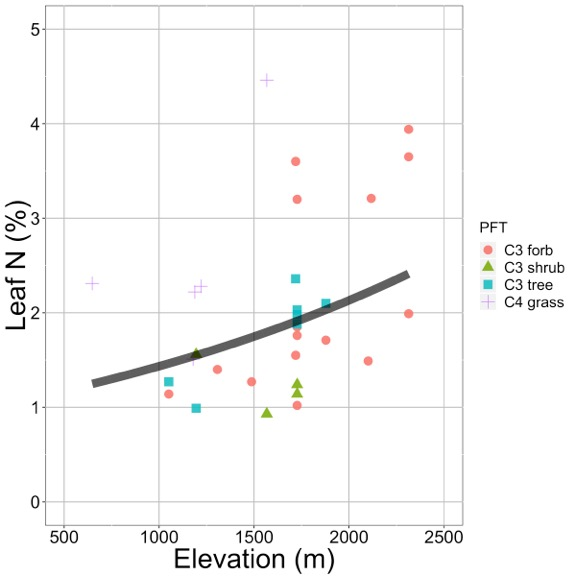 5
4
3
2
1
0
Leaf N (%)
500
1000
1500
2000
2500
Elevation (m)
PFT
C3 forb
C3 shrub
C3 tree
C4 grass